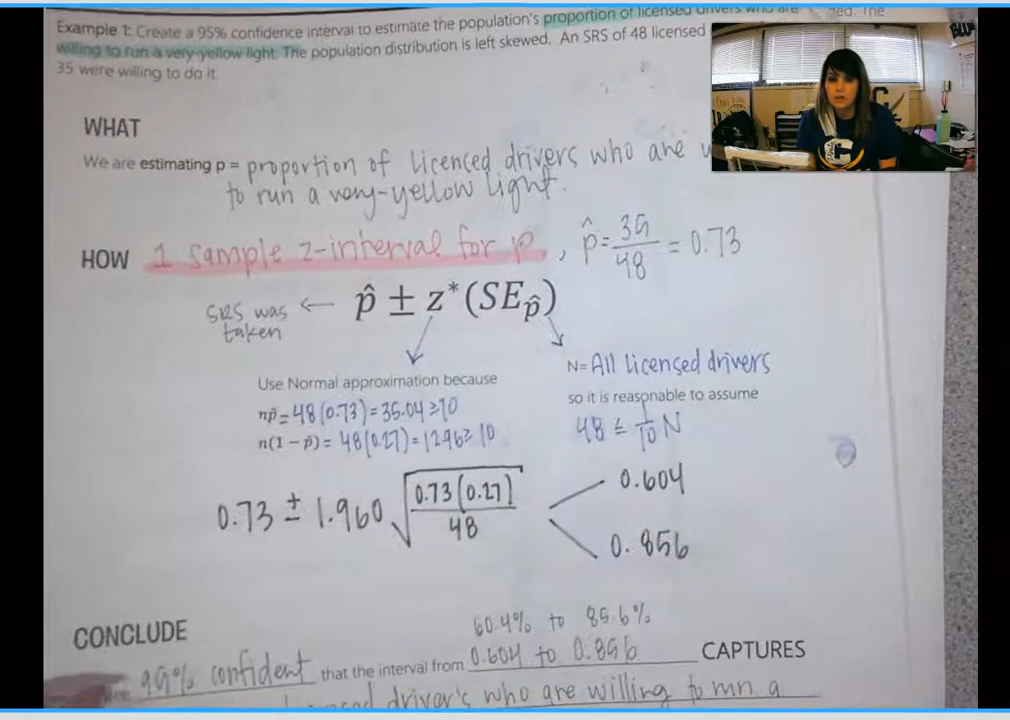 Example 1: Create a 95% confidence interval to estimate the population's proportion of licensed drivers who are
The
willing to run a very-yellow light. The population distribution is left skewed. An SRS of 48 licensed
35 were willing to do it.
WHAT
We are estimating p = proportion of licenced drivers who are
to run a very-yellow light.
HOW 1 sample z-interval for p, p̂ = 35/48 = 0.73
SRS was taken ← p̂ ± z*(SE_p̂)
Use Normal approximation because
np̂ = 48(0.73) = 35.04 ≥ 10
n(1 − p̂) = 48(0.27) = 12.96 ≥ 10
N = All licensed drivers
so it is reasonable to assume
48 ≤ 1/10 N
0.73 ± 1.960 √(0.73(0.27)/48)
0.604
0.856
60.4% to 85.6%
CONCLUDE
95% confident that the interval from 0.604 to 0.856 CAPTURES
driver's who are willing to run a